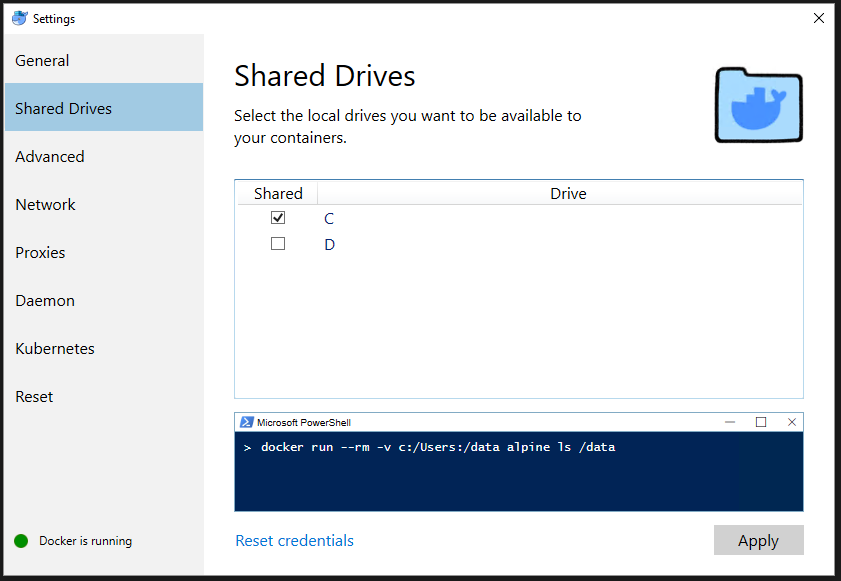 Settings
General
Shared Drives
Advanced
Network
Proxies
Daemon
Kubernetes
Reset
Docker is running
Shared Drives
Select the local drives you want to be available to
your containers.
Shared Drive
C
D
Microsoft PowerShell
> docker run --rm -v c:/Users:/data alpine ls /data
Reset credentials
Apply